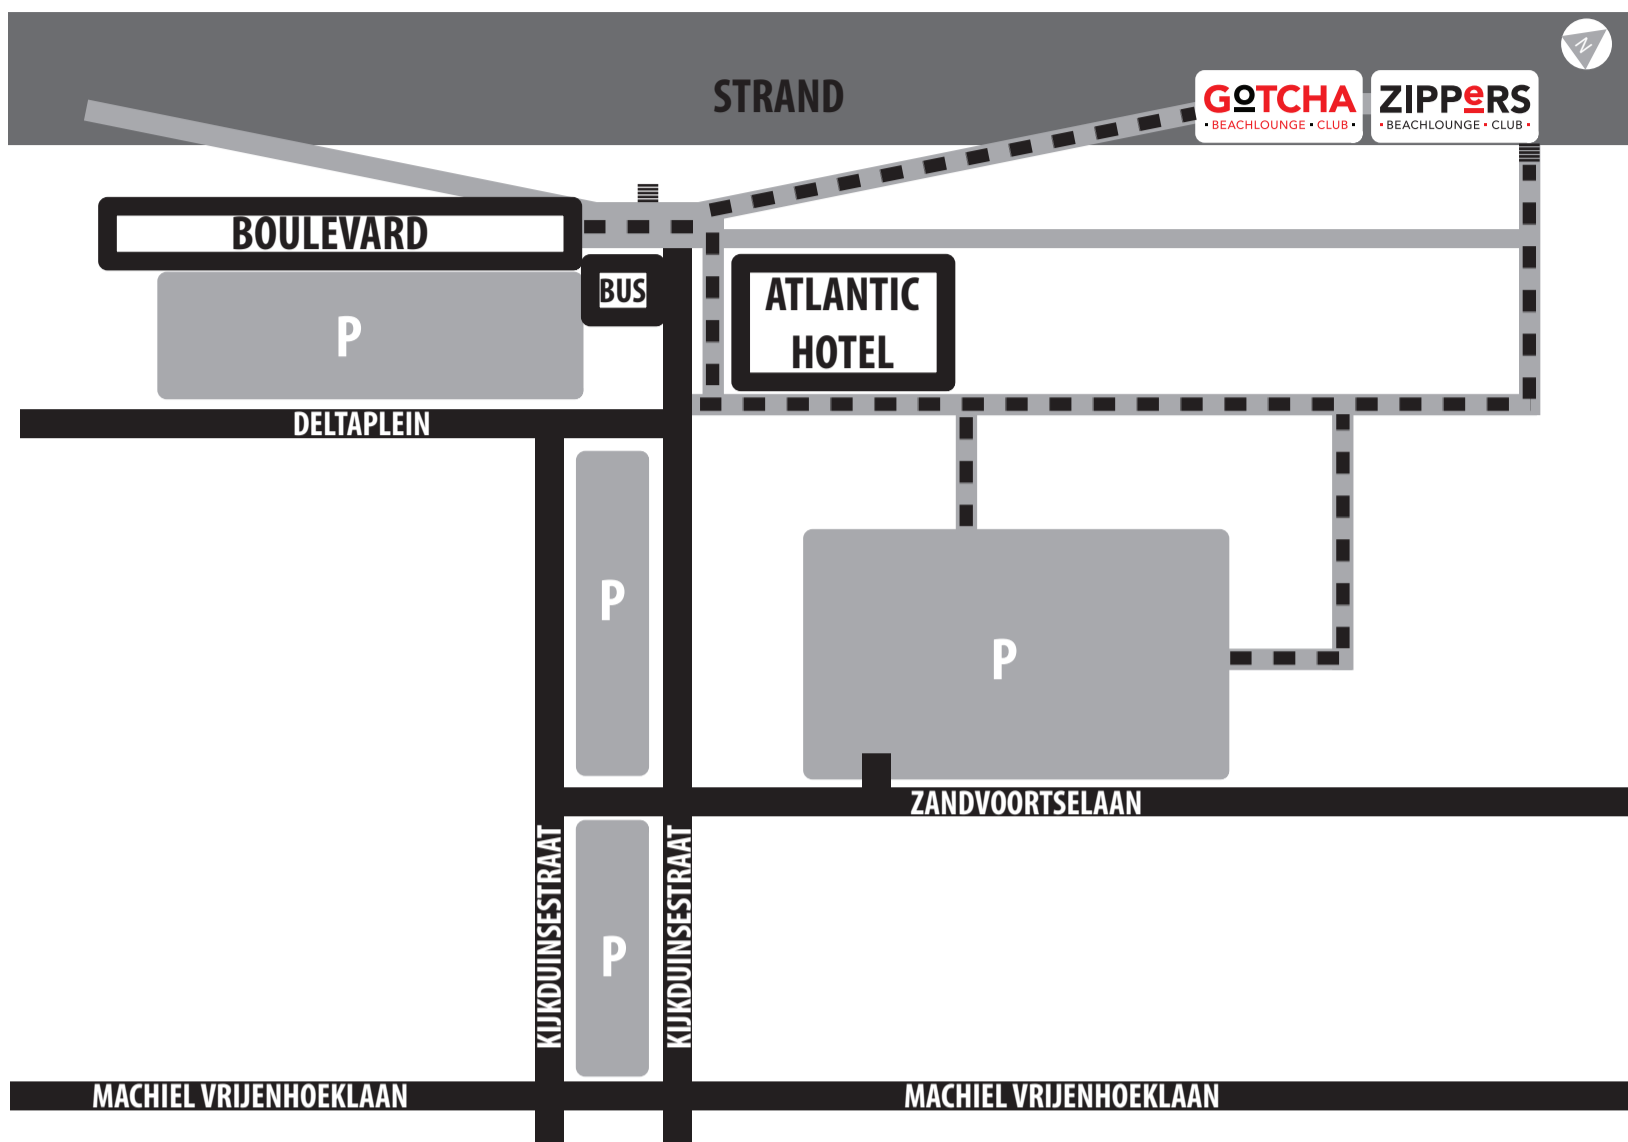 N
STRAND
GOTCHA
• BEACHLOUNGE • CLUB •
ZIPPeRS
• BEACHLOUNGE • CLUB •
BOULEVARD
BUS
ATLANTIC
HOTEL
P
DELTAPLEIN
P
P
ZANDVOORTSELAAN
KIJKDUINSESTRAAT
KIJKDUINSESTRAAT
P
MACHIEL VRIJENHOEKLAAN
MACHIEL VRIJENHOEKLAAN